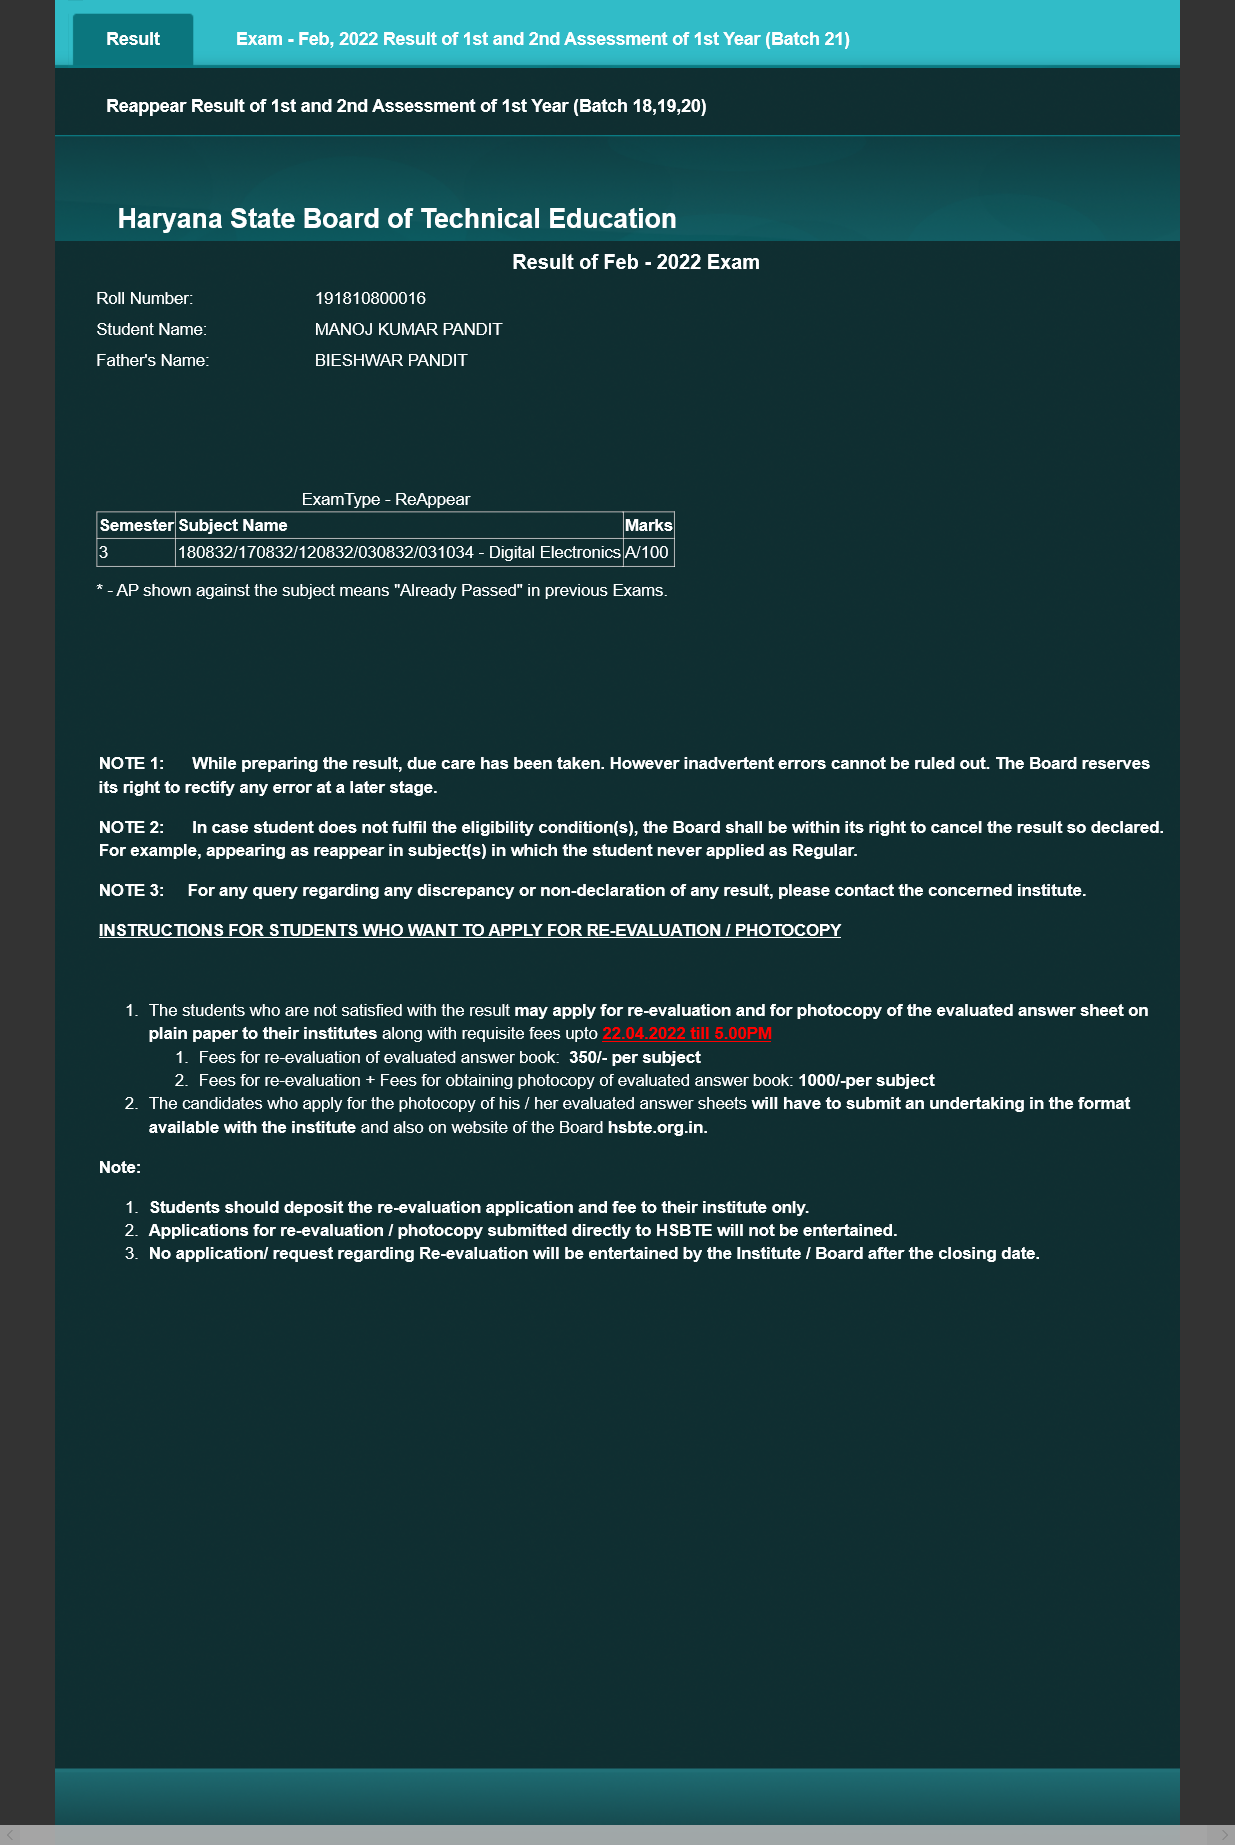 Result
Exam - Feb, 2022 Result of 1st and 2nd Assessment of 1st Year (Batch 21)
Reappear Result of 1st and 2nd Assessment of 1st Year (Batch 18,19,20)
Haryana State Board of Technical Education
Result of Feb - 2022 Exam
Roll Number: 191810800016
Student Name: MANOJ KUMAR PANDIT
Father's Name: BIESHWAR PANDIT
ExamType - ReAppear
Semester Subject Name Marks
3 180832/170832/120832/030832/031034 - Digital Electronics A/100
* - AP shown against the subject means "Already Passed" in previous Exams.
NOTE 1: While preparing the result, due care has been taken. However inadvertent errors cannot be ruled out. The Board reserves
its right to rectify any error at a later stage.
NOTE 2: In case student does not fulfil the eligibility condition(s), the Board shall be within its right to cancel the result so declared.
For example, appearing as reappear in subject(s) in which the student never applied as Regular.
NOTE 3: For any query regarding any discrepancy or non-declaration of any result, please contact the concerned institute.
INSTRUCTIONS FOR STUDENTS WHO WANT TO APPLY FOR RE-EVALUATION / PHOTOCOPY
1. The students who are not satisfied with the result may apply for re-evaluation and for photocopy of the evaluated answer sheet on
plain paper to their institutes along with requisite fees upto 22.04.2022 till 5.00PM
1. Fees for re-evaluation of evaluated answer book: 350/- per subject
2. Fees for re-evaluation + Fees for obtaining photocopy of evaluated answer book: 1000/-per subject
2. The candidates who apply for the photocopy of his / her evaluated answer sheets will have to submit an undertaking in the format
available with the institute and also on website of the Board hsbte.org.in.
Note:
1. Students should deposit the re-evaluation application and fee to their institute only.
2. Applications for re-evaluation / photocopy submitted directly to HSBTE will not be entertained.
3. No application/ request regarding Re-evaluation will be entertained by the Institute / Board after the closing date.